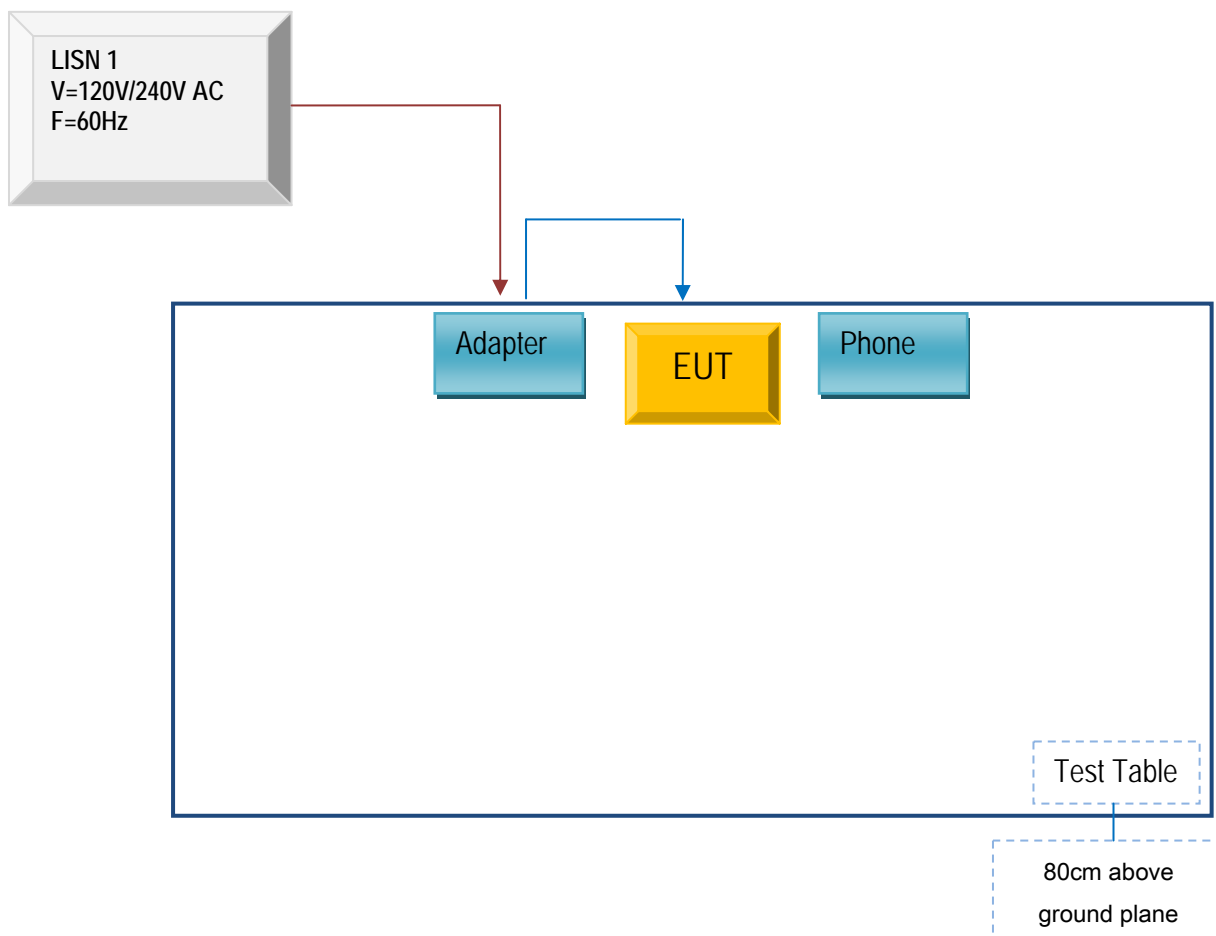 LISN 1
V=120V/240V AC
F=60Hz
Adapter
EUT
Phone
Test Table
80cm above
ground plane